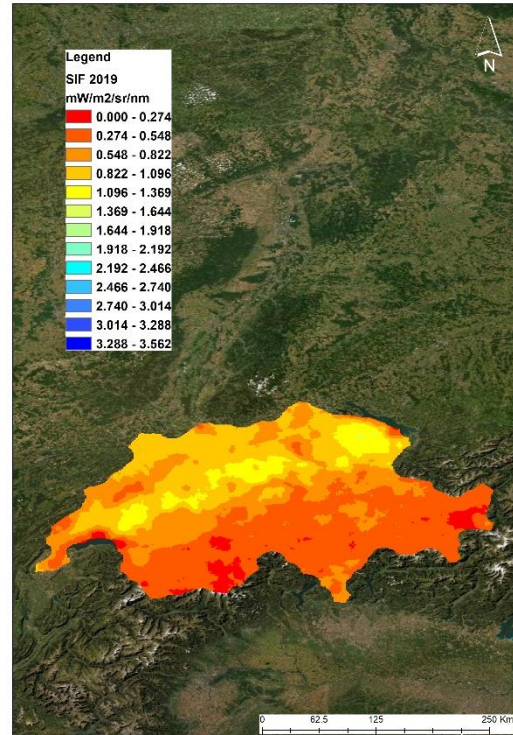 N
Legend
SIF 2019
mW/m2/sr/nm
0.000 - 0.274
0.274 - 0.548
0.548 - 0.822
0.822 - 1.096
1.096 - 1.369
1.369 - 1.644
1.644 - 1.918
1.918 - 2.192
2.192 - 2.466
2.466 - 2.740
2.740 - 3.014
3.014 - 3.288
3.288 - 3.562
0 62.5 125 250 Km